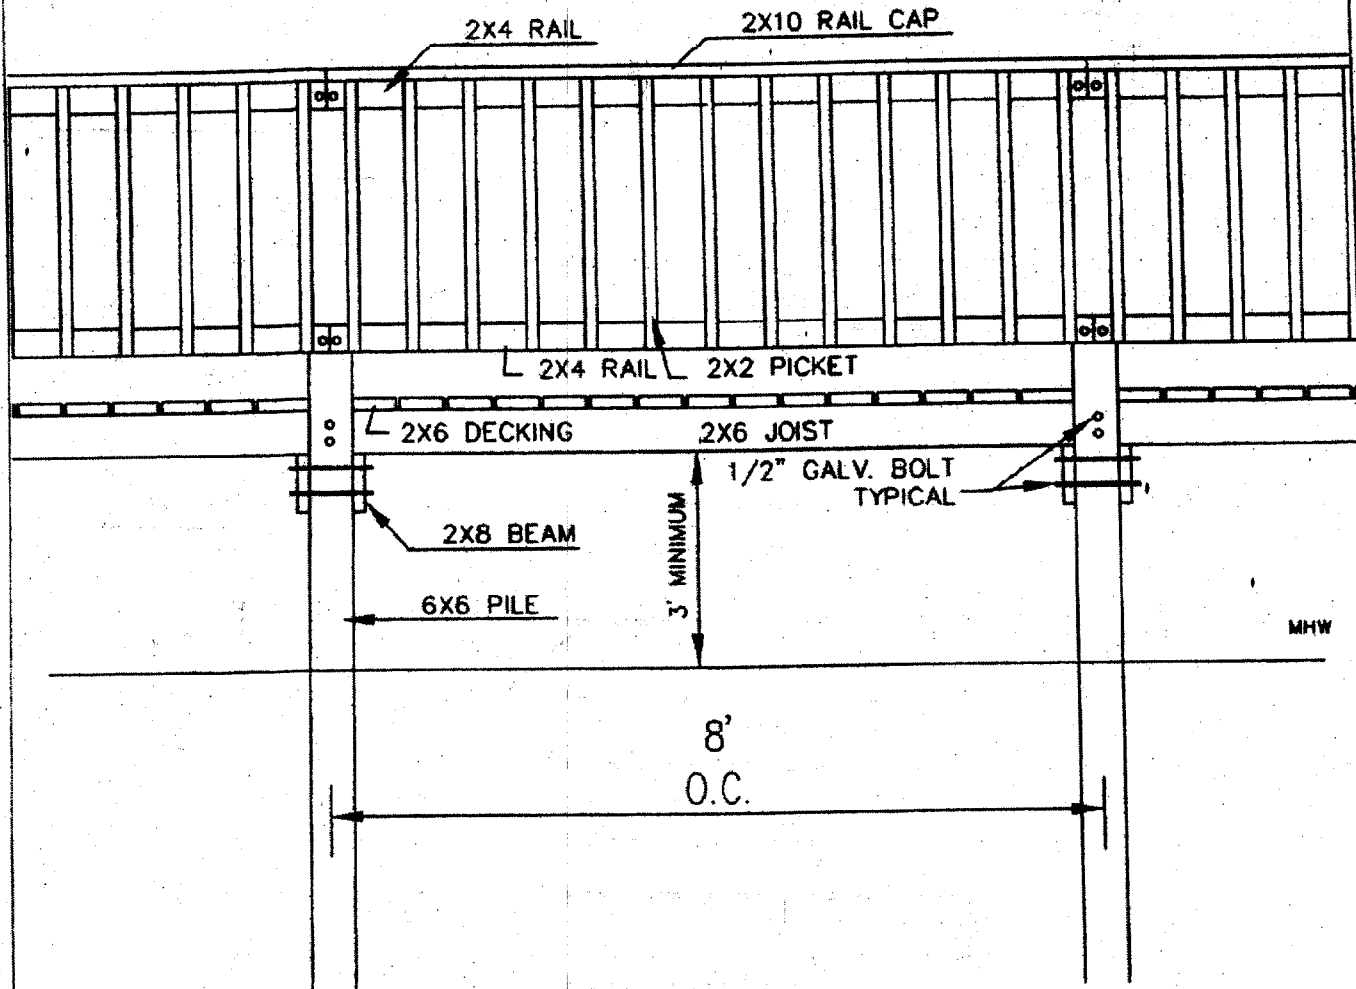 2X4 RAIL
2X10 RAIL CAP
2X4 RAIL
2X2 PICKET
2X6 DECKING
2X6 JOIST
1/2" GALV. BOLT
TYPICAL
2X8 BEAM
3' MINIMUM
6X6 PILE
MHW
8'
O.C.